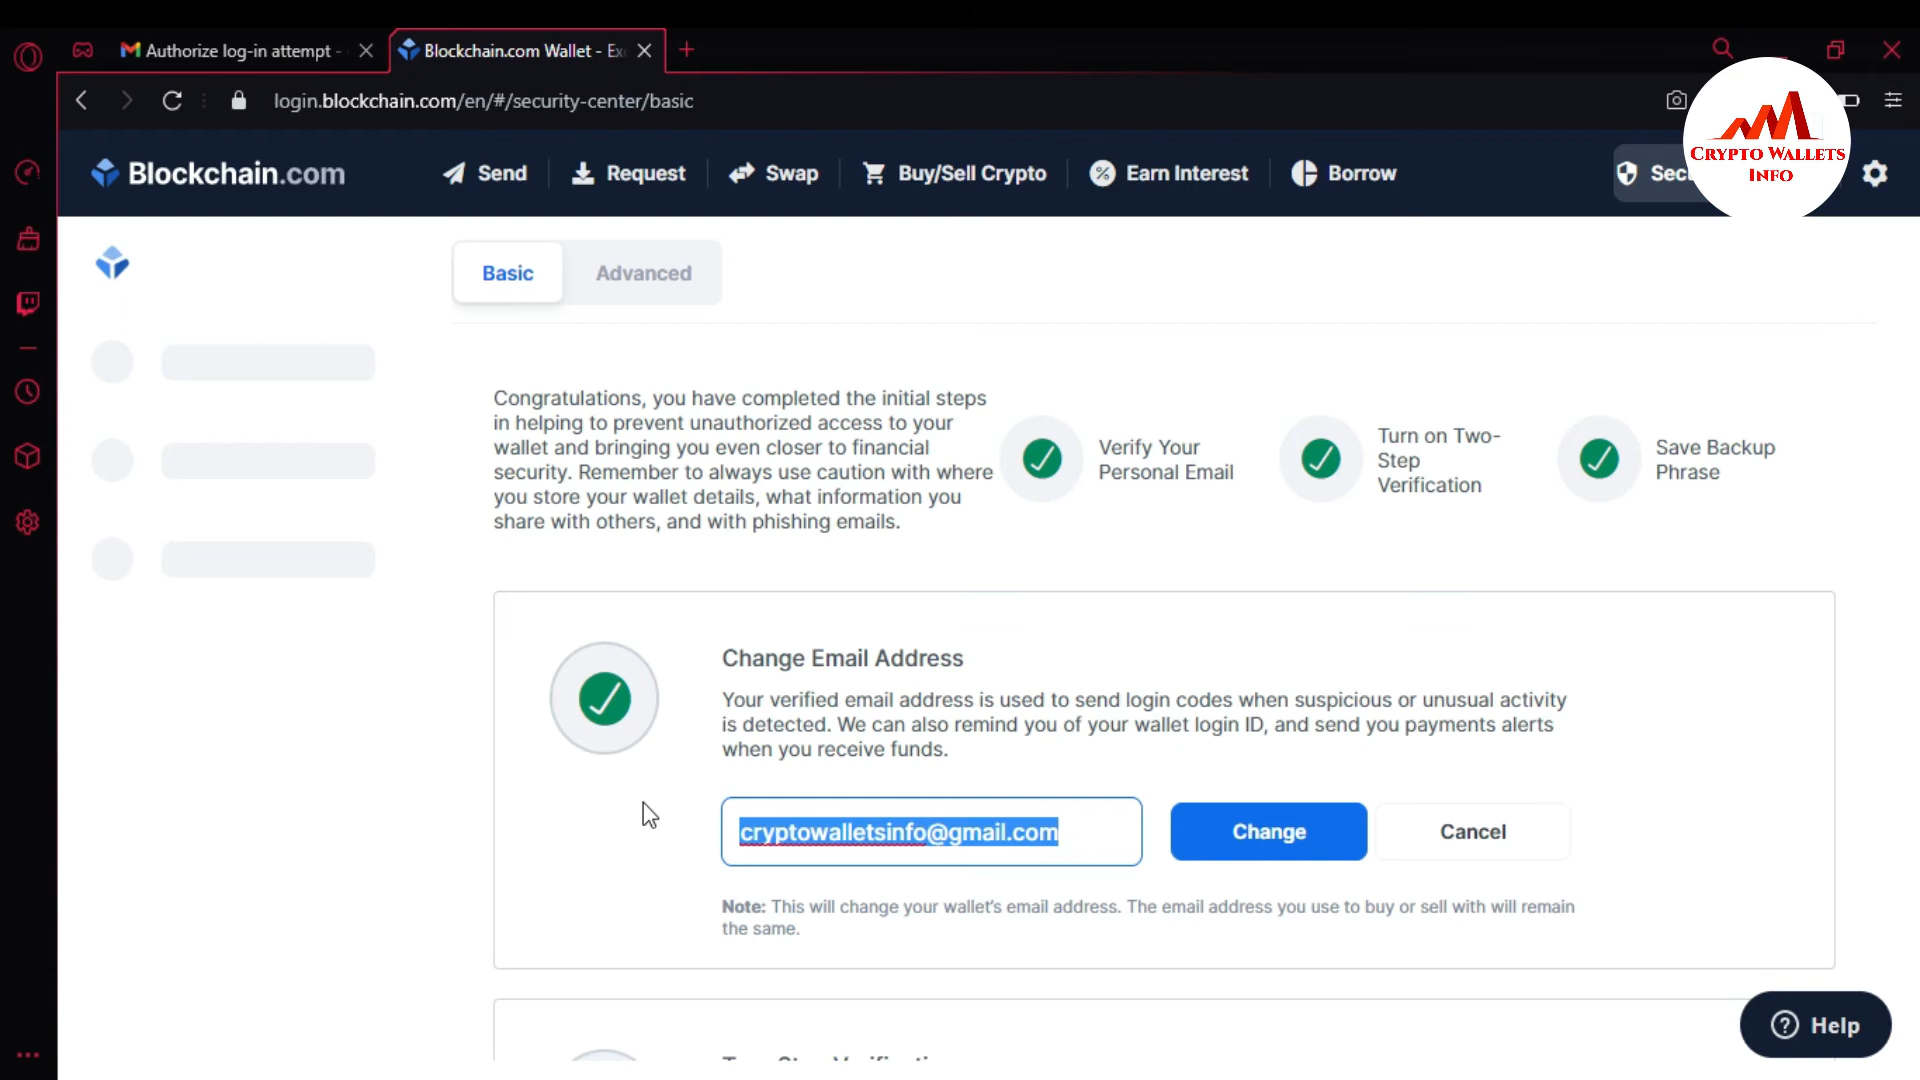 Authorize log-in attempt -
Blockchain.com Wallet - Ex
login.blockchain.com/en/#/security-center/basic
CRYPTO WALLETS
INFO
Blockchain.com
Send
Request
Swap
Buy/Sell Crypto
Earn Interest
Borrow
Sec
Basic
Advanced
Congratulations, you have completed the initial steps
in helping to prevent unauthorized access to your
wallet and bringing you even closer to financial
security. Remember to always use caution with where
you store your wallet details, what information you
share with others, and with phishing emails.
Verify Your
Personal Email
Turn on Two-
Step
Verification
Save Backup
Phrase
Change Email Address
Your verified email address is used to send login codes when suspicious or unusual activity
is detected. We can also remind you of your wallet login ID, and send you payments alerts
when you receive funds.
cryptowalletsinfo@gmail.com
Change
Cancel
Note: This will change your wallet's email address. The email address you use to buy or sell with will remain
the same.
Help